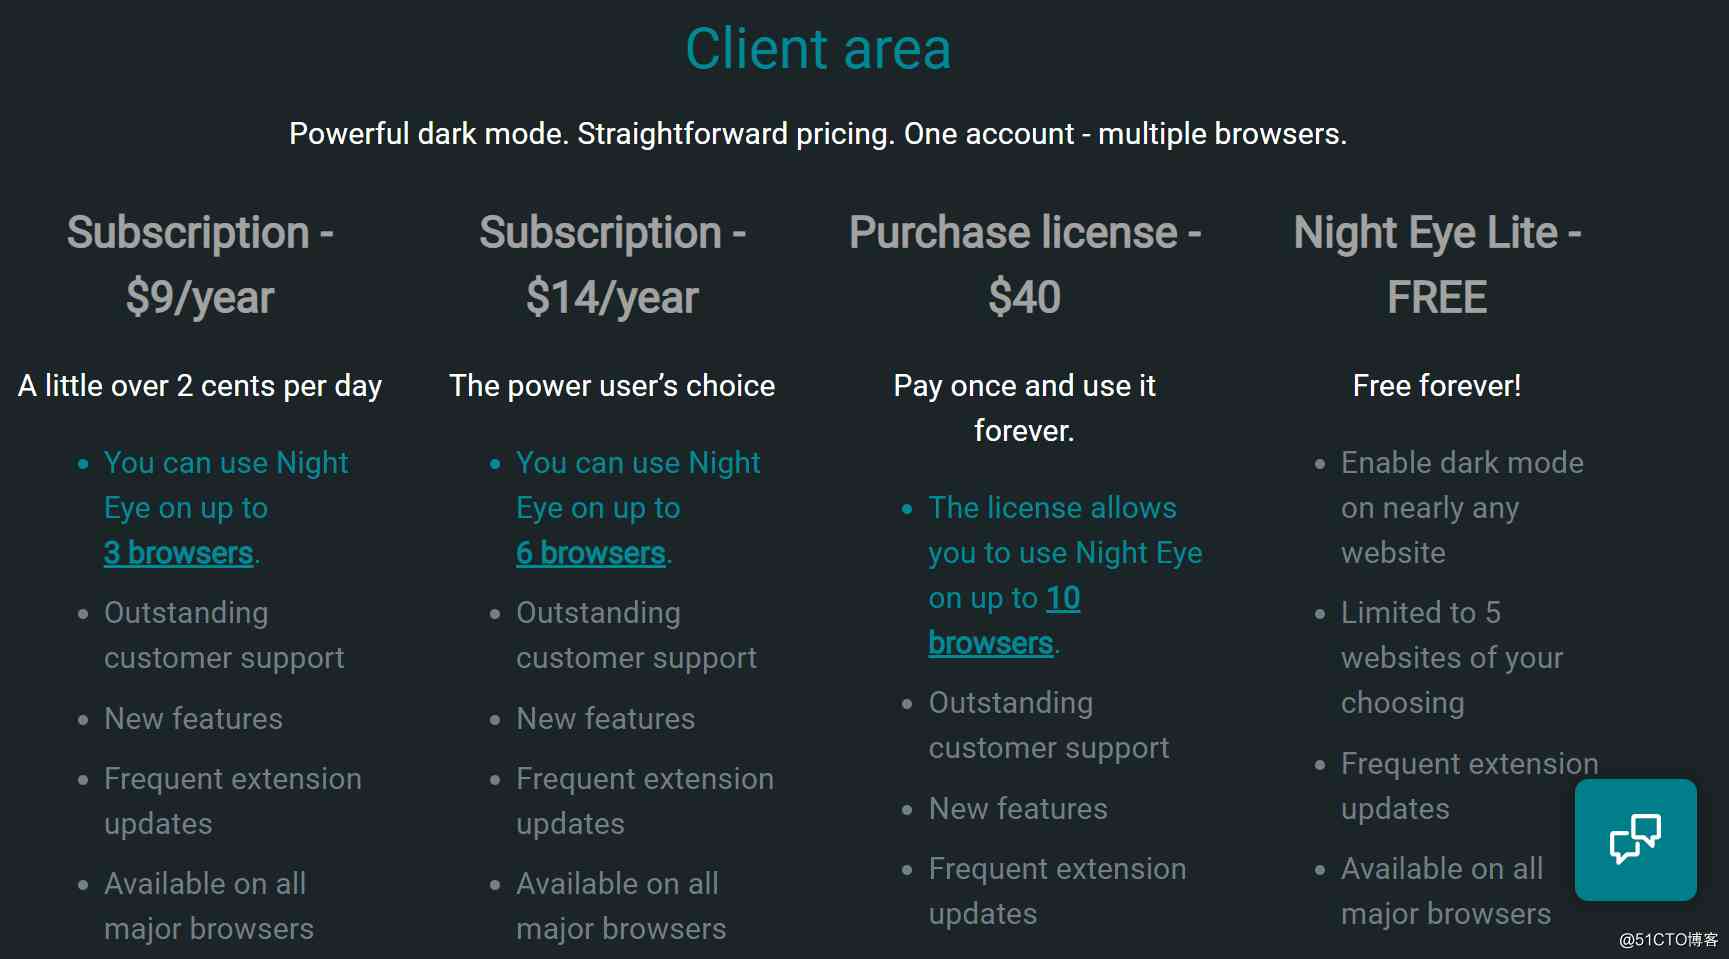 Client area
Powerful dark mode. Straightforward pricing. One account - multiple browsers.
Subscription -
$9/year
A little over 2 cents per day
You can use Night
Eye on up to
3 browsers.
Outstanding
customer support
New features
Frequent extension
updates
Available on all
major browsers
Subscription -
$14/year
The power user’s choice
You can use Night
Eye on up to
6 browsers.
Outstanding
customer support
New features
Frequent extension
updates
Available on all
major browsers
Purchase license -
$40
Pay once and use it
forever.
The license allows
you to use Night Eye
on up to 10
browsers.
Outstanding
customer support
New features
Frequent extension
updates
Night Eye Lite -
FREE
Free forever!
Enable dark mode
on nearly any
website
Limited to 5
websites of your
choosing
Frequent extension
updates
Available on all
major browsers
@51CTO博客